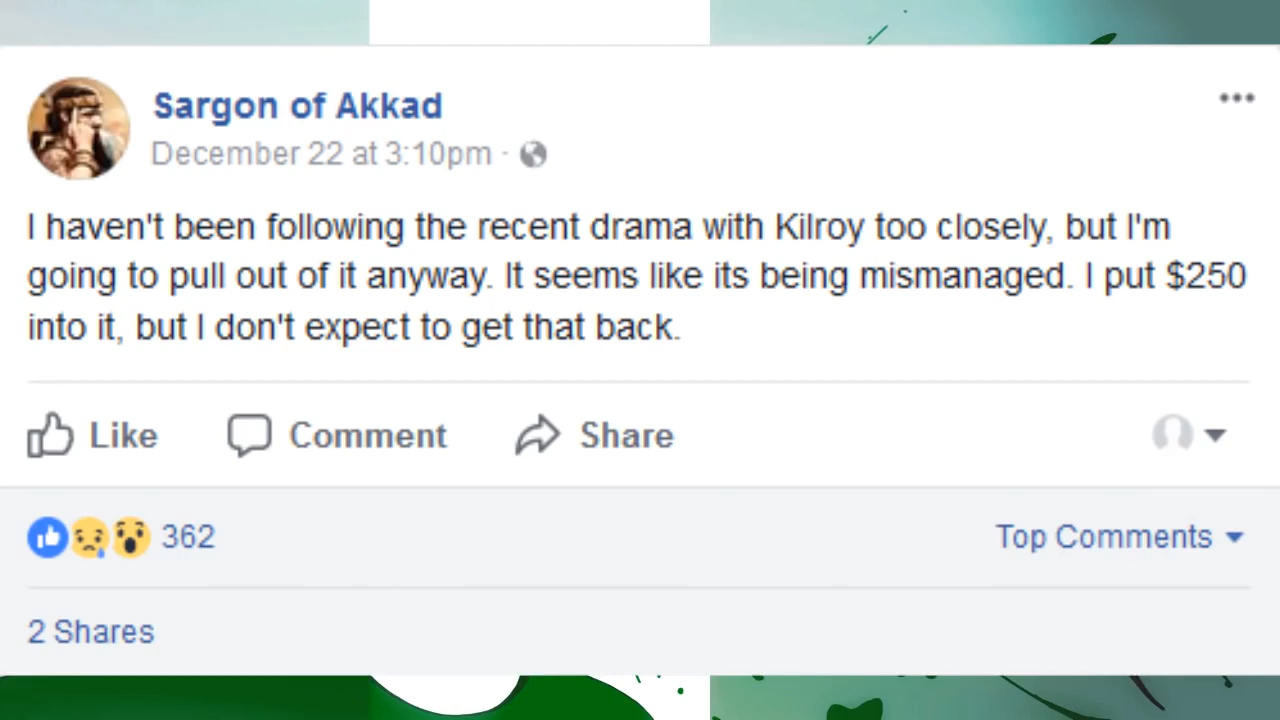 Sargon of Akkad
December 22 at 3:10pm ·
I haven't been following the recent drama with Kilroy too closely, but I'm
going to pull out of it anyway. It seems like its being mismanaged. I put $250
into it, but I don't expect to get that back.
Like Comment Share
362 Top Comments
2 Shares